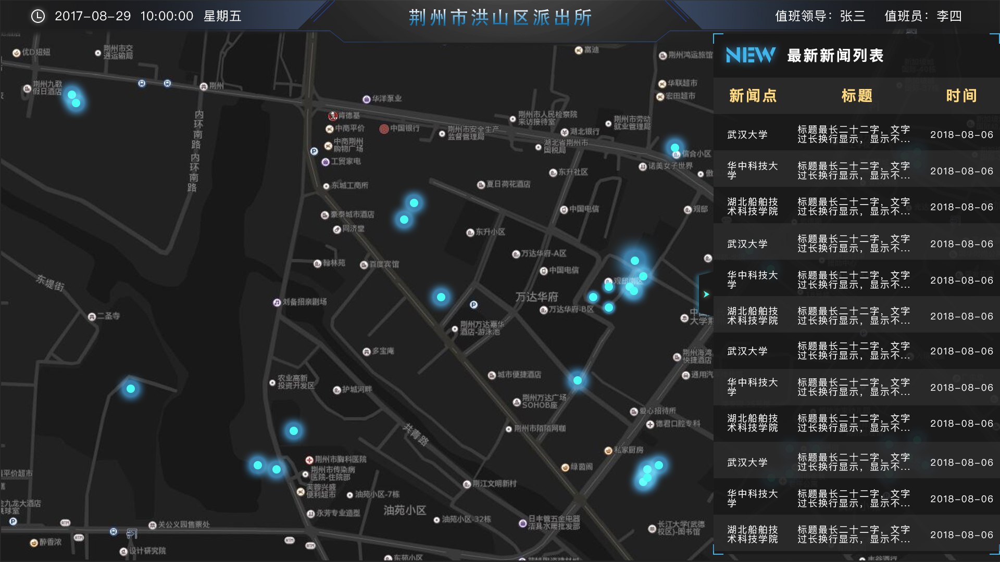 2017-08-29 10:00:00 星期五
荆州市洪山区派出所
值班领导：张三 值班员：李四
优D妞妞
荆州市交
通运输局
富迪
荆州鸿运旅馆
荆州九歌
假日酒店
荆州
华联超市
宏田超市
华洋泵业
内环南路
内环南路
肯德基
中商平价
中国银行
荆州市安全生产
监督管理局
荆州市人民检察院
来访接待室
荆州市劳动
就业管理局
湖北银行
中商荆州
购物广场
湖北省荆州市
国税局
信合小区
工贸家电
诺美女子世界
东升社区
傲
东城工商所
夏日荷花酒店
豪泰城市酒店
中国电信
观邸
同济堂
东升小区
万达华府-A区
翰林苑
百度宾馆
中国电信
东堤街
观邸南区
万达华府
刘备招亲剧场
万达华府-B区
二圣寺
荆州万达嘉华
酒店-游泳池
大学荆
多宝庵
荆州海湾
快捷酒店
城市便捷酒店
通用汽
农业高新
投资开发区
护城河畔
荆州万达广场
SOHOB座
爱心招待所
德君口腔专科
共青路
荆州市陌陌网咖
私家厨房
荆州市胸科医院
绿茵阁
荆州市传染病
医院-住院部
平价超市
荆江文明新村
芙蓉兴盛
便利超市
油苑小区-7栋
金九龙大酒店
桌球室
油苑小区
永芳专业造型
油苑小区-32栋
日丰管五金电器
洁具水暖批发部
ATM
关公义园售票处
长江大学(武德
校区)-图书馆
ATM
醉香浓
ATM
ATM
设计研究院
东苑小区
NEW 最新新闻列表
新闻点 标题 时间
武汉大学 标题最长二十二字，文字
过长换行显示，显示不... 2018-08-06
华中科技大
学 标题最长二十二字，文字
过长换行显示，显示不... 2018-08-06
湖北船舶技
术科技学院 标题最长二十二字，文字
过长换行显示，显示不... 2018-08-06
武汉大学 标题最长二十二字，文字
过长换行显示，显示不... 2018-08-06
华中科技大
学 标题最长二十二字，文字
过长换行显示，显示不... 2018-08-06
湖北船舶技
术科技学院 标题最长二十二字，文字
过长换行显示，显示不... 2018-08-06
武汉大学 标题最长二十二字，文字
过长换行显示，显示不... 2018-08-06
华中科技大
学 标题最长二十二字，文字
过长换行显示，显示不... 2018-08-06
湖北船舶技
术科技学院 标题最长二十二字，文字
过长换行显示，显示不... 2018-08-06
武汉大学 标题最长二十二字，文字
过长换行显示，显示不... 2018-08-06
华中科技大
学 标题最长二十二字，文字
过长换行显示，显示不... 2018-08-06
湖北船舶技
术科技学院 标题最长二十二字，文字
过长换行显示，显示不... 2018-08-06